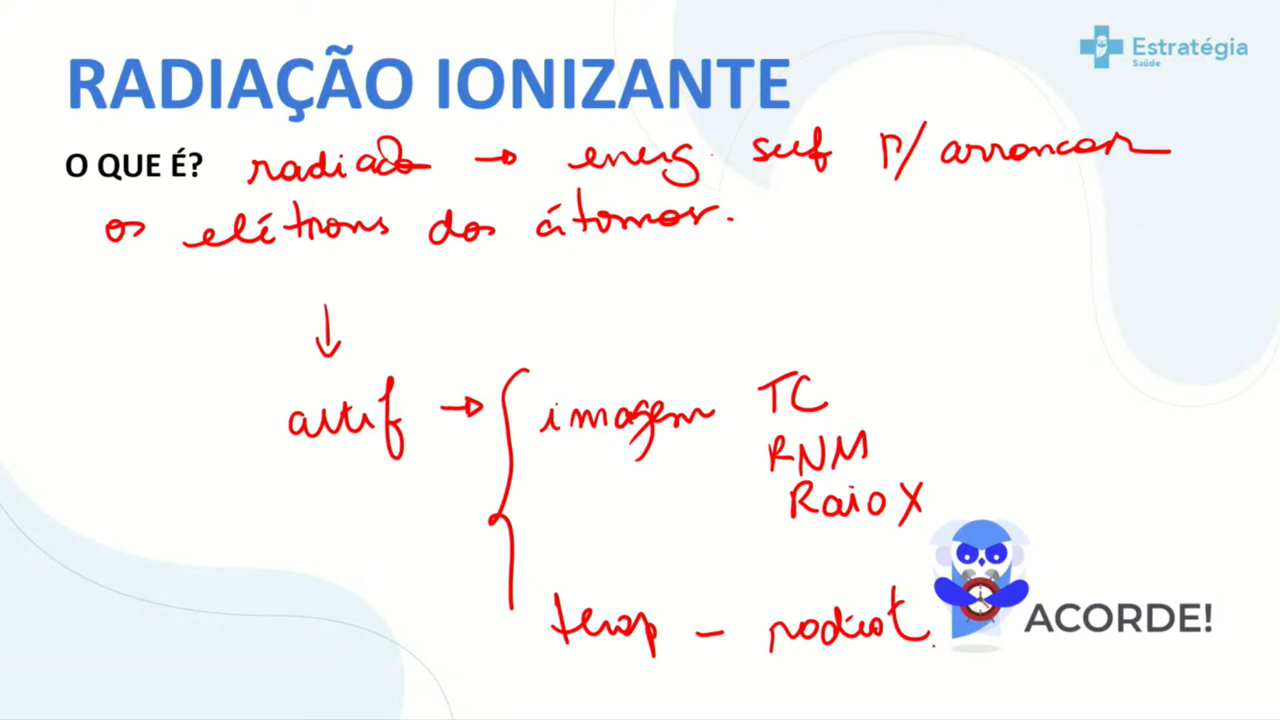 Estratégia
Saúde
RADIAÇÃO IONIZANTE
O QUE É? radiação → energ. suf p/ arrancar
os elétrons dos átomos.
↓
artif → { imagem TC
RNM
Raio X
terap – radiot.
ACORDE!